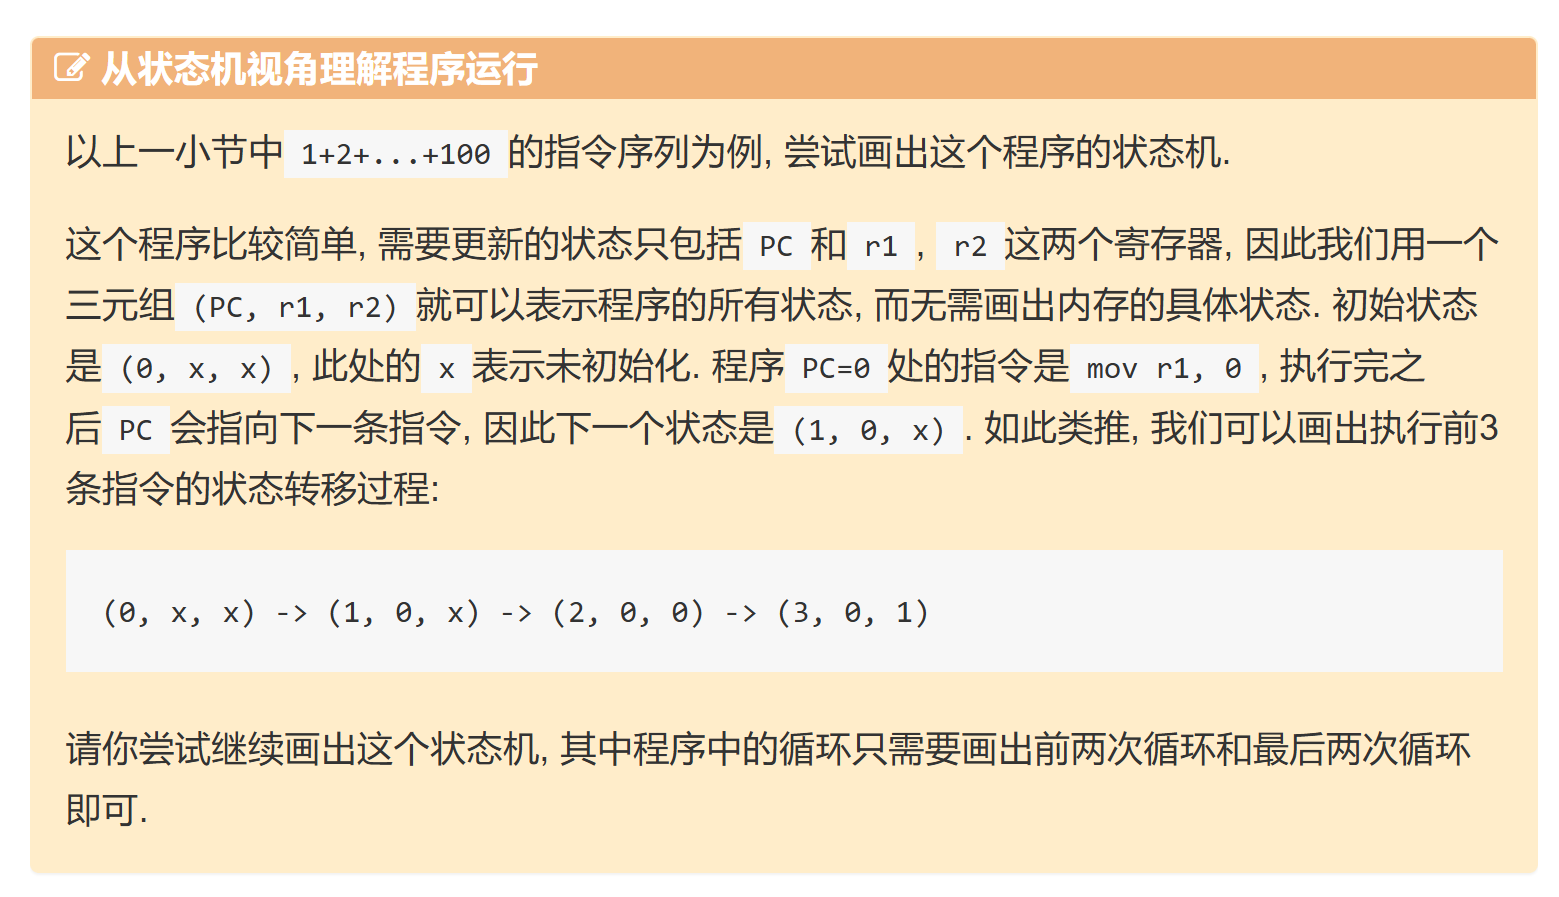 从状态机视角理解程序运行
以上一小节中 1+2+...+100 的指令序列为例, 尝试画出这个程序的状态机.
这个程序比较简单, 需要更新的状态只包括 PC 和 r1 , r2 这两个寄存器, 因此我们用一个
三元组 (PC, r1, r2) 就可以表示程序的所有状态, 而无需画出内存的具体状态. 初始状态
是 (0, x, x) , 此处的 x 表示未初始化. 程序 PC=0 处的指令是 mov r1, 0 , 执行完之
后 PC 会指向下一条指令, 因此下一个状态是 (1, 0, x) . 如此类推, 我们可以画出执行前3
条指令的状态转移过程:
(0, x, x) -> (1, 0, x) -> (2, 0, 0) -> (3, 0, 1)
请你尝试继续画出这个状态机, 其中程序中的循环只需要画出前两次循环和最后两次循环
即可.